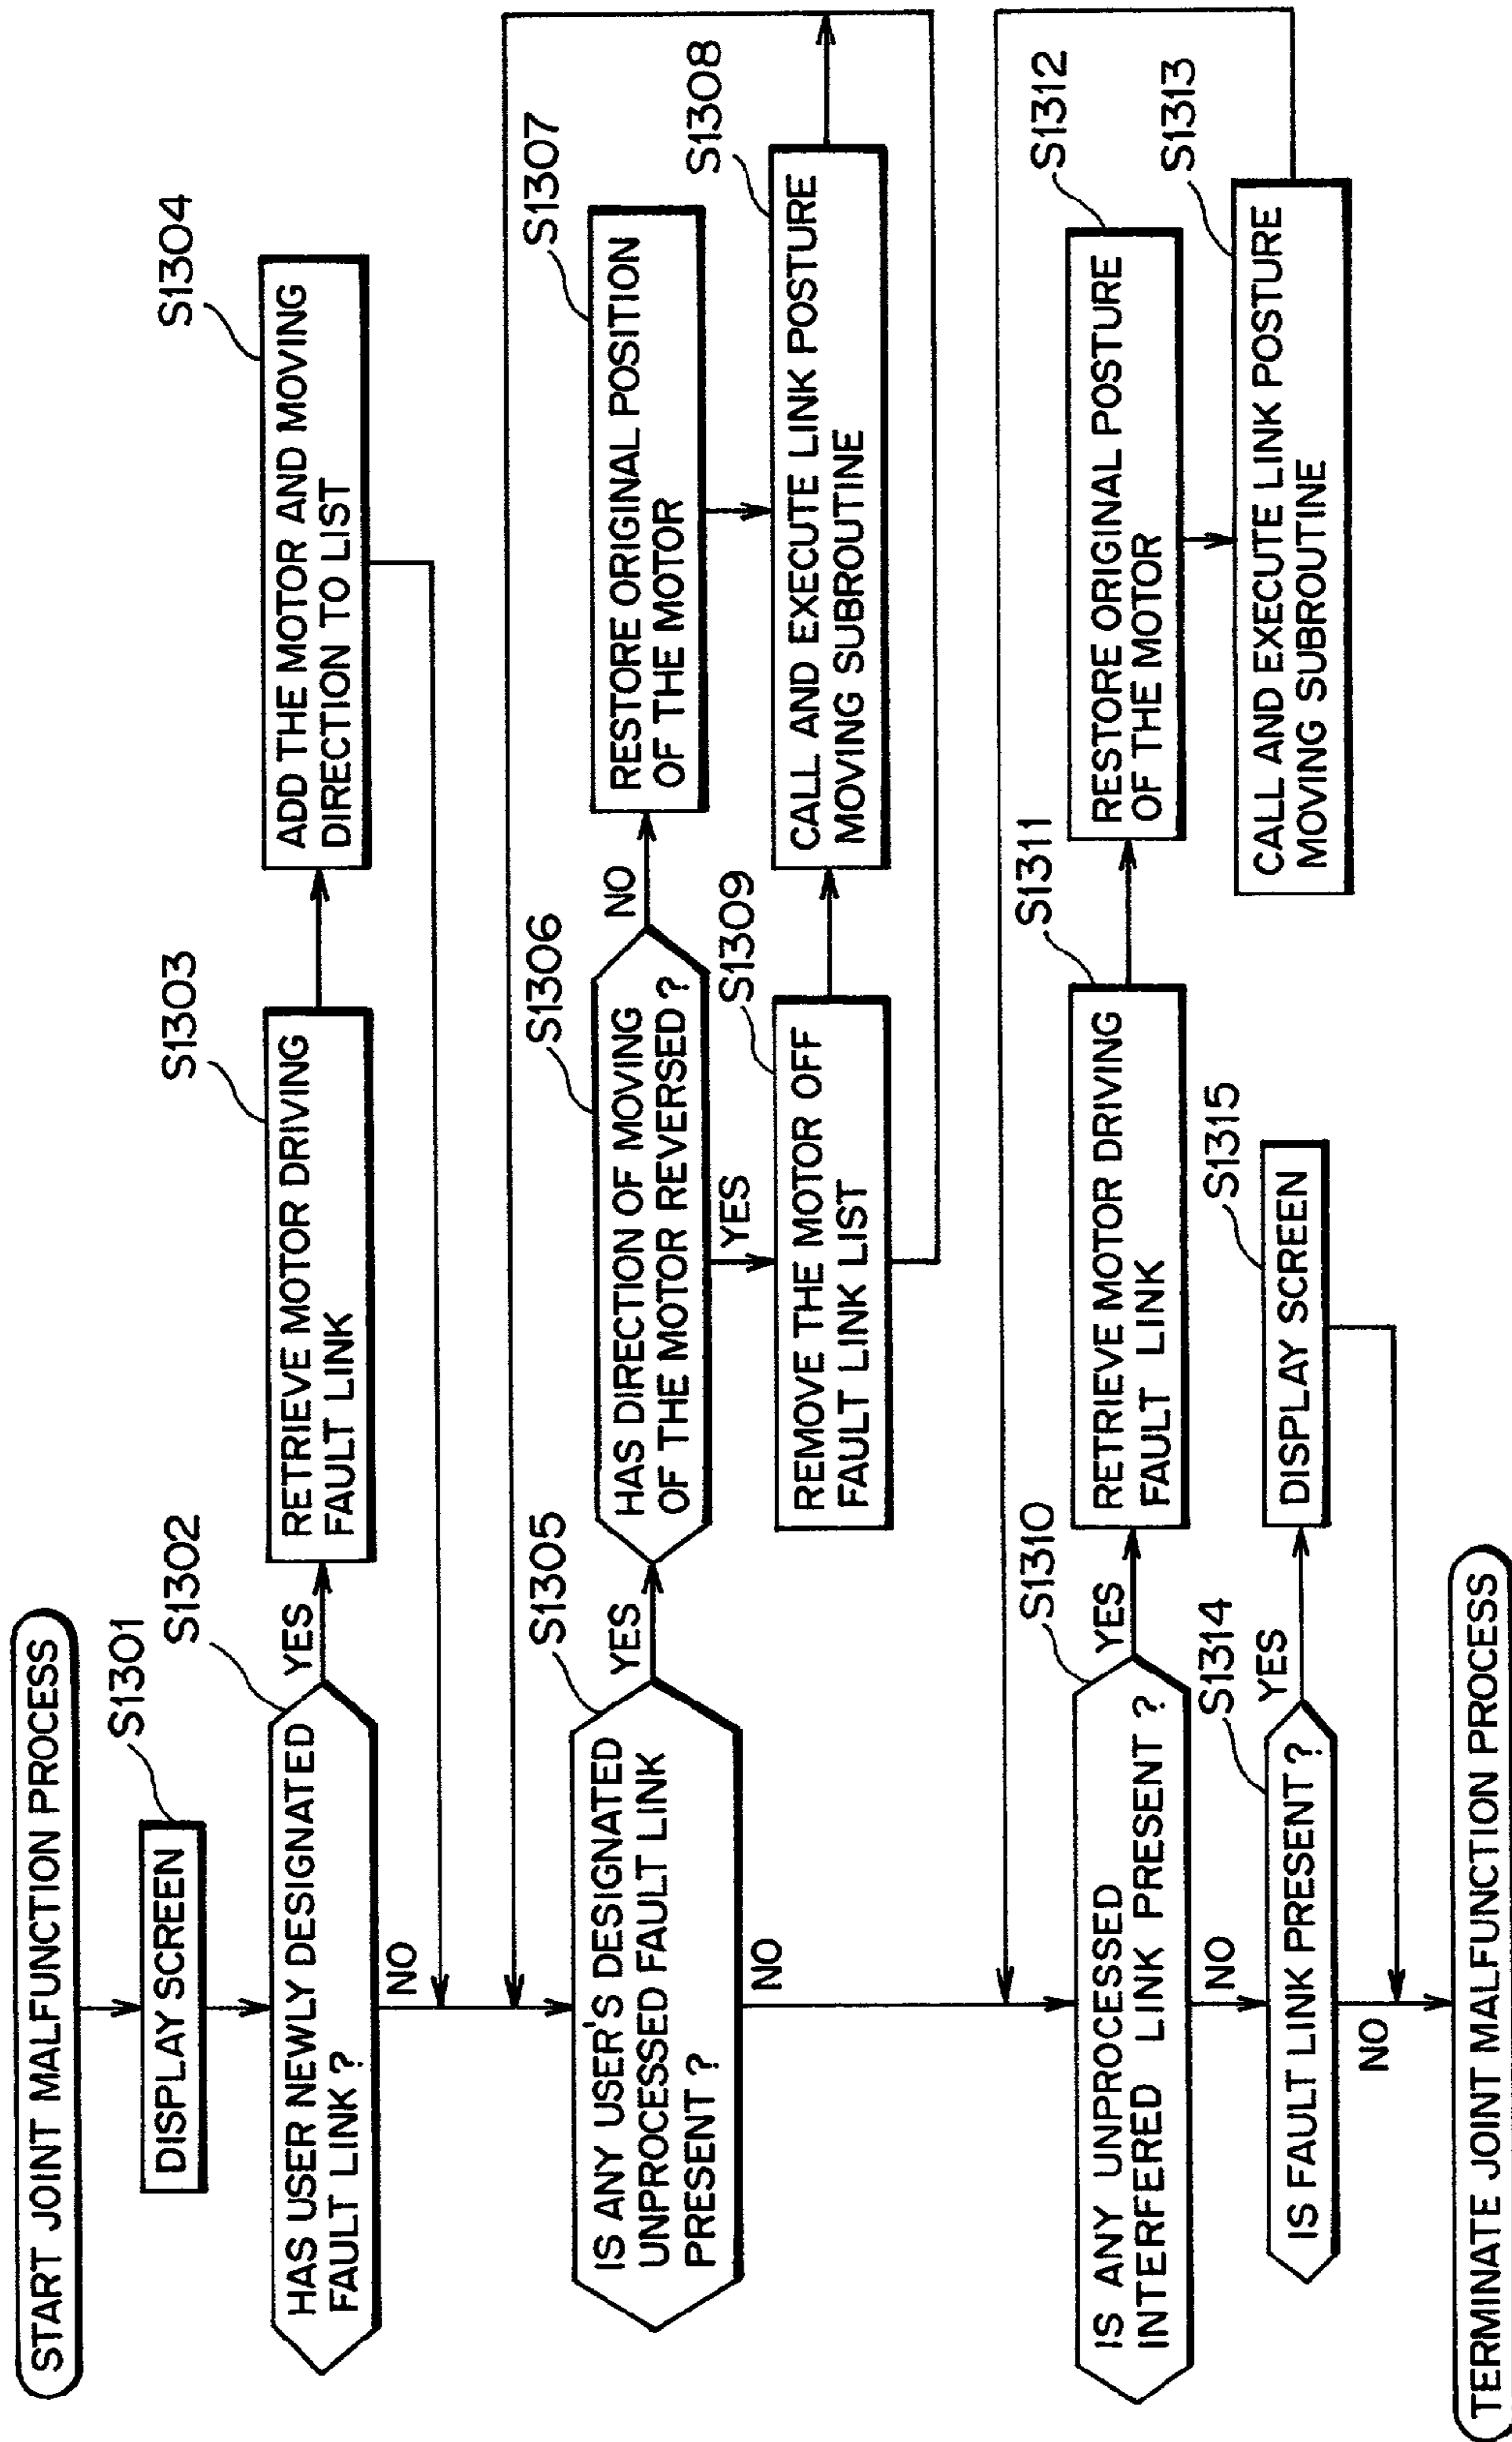 START JOINT MALFUNCTION PROCESS
S1301
DISPLAY SCREEN
S1302
HAS USER NEWLY DESIGNATED
FAULT LINK ?
YES
NO
S1303
RETRIEVE MOTOR DRIVING
FAULT LINK
S1304
ADD THE MOTOR AND MOVING
DIRECTION TO LIST
S1305
IS ANY USER'S DESIGNATED
UNPROCESSED FAULT LINK
PRESENT ?
YES
NO
S1306
HAS DIRECTION OF MOVING
OF THE MOTOR REVERSED ?
NO
YES
S1307
RESTORE ORIGINAL POSITION
OF THE MOTOR
S1308
CALL AND EXECUTE LINK POSTURE
MOVING SUBROUTINE
S1309
REMOVE THE MOTOR OFF
FAULT LINK LIST
S1310
IS ANY UNPROCESSED
INTERFERED LINK PRESENT ?
YES
NO
S1311
RETRIEVE MOTOR DRIVING
FAULT LINK
S1312
RESTORE ORIGINAL POSTURE
OF THE MOTOR
S1313
CALL AND EXECUTE LINK POSTURE
MOVING SUBROUTINE
S1314
IS FAULT LINK PRESENT ?
YES
NO
S1315
DISPLAY SCREEN
TERMINATE JOINT MALFUNCTION PROCESS